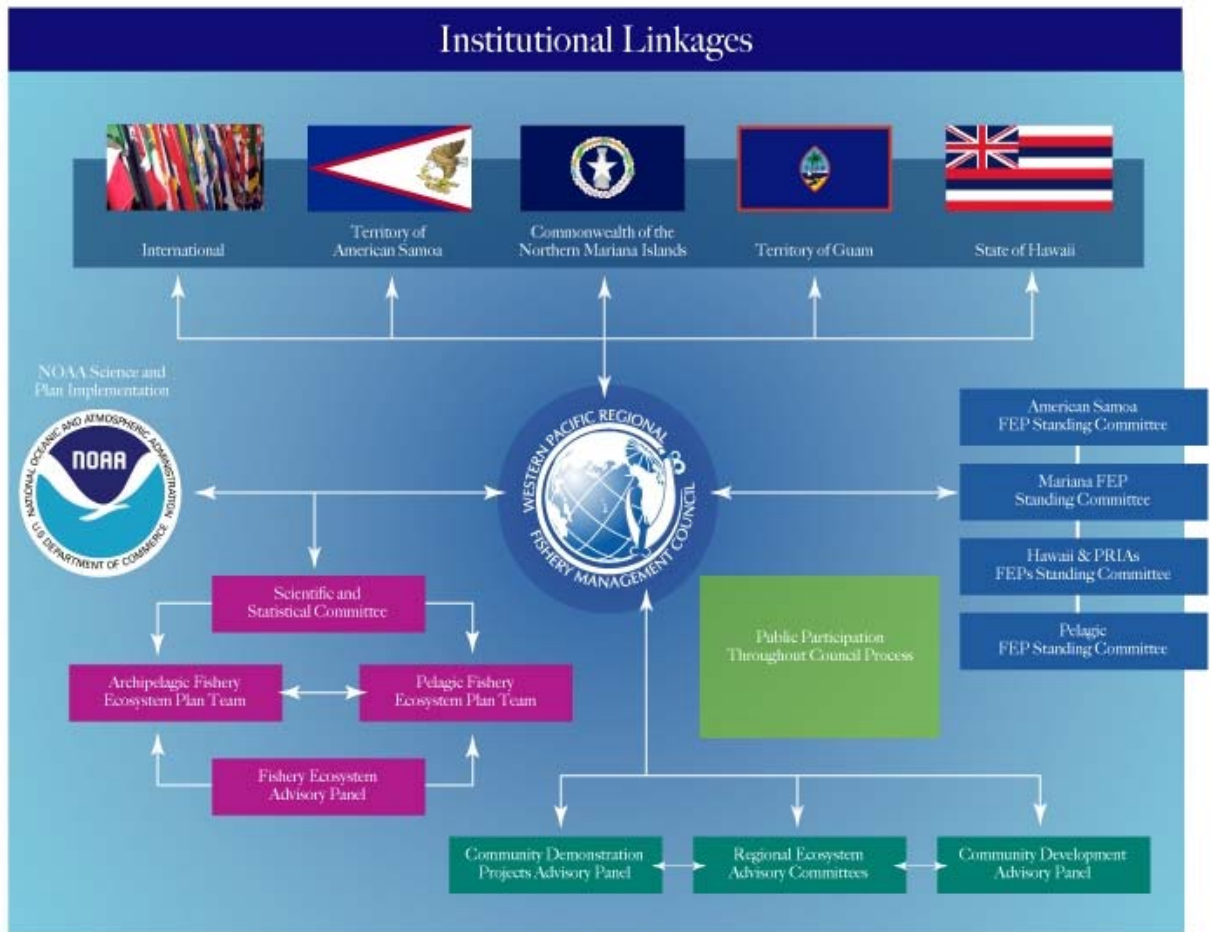 Institutional Linkages
International
Territory of
American Samoa
Commonwealth of the
Northern Mariana Islands
Territory of Guam
State of Hawaii
NOAA Science and
Plan Implementation
NATIONAL OCEANIC AND ATMOSPHERIC ADMINISTRATION
NOAA
U.S. DEPARTMENT OF COMMERCE
WESTERN PACIFIC REGIONAL
FISHERY MANAGEMENT COUNCIL
American Samoa
FEP Standing Committee
Mariana FEP
Standing Committee
Hawaii & PRIAs
FEPs Standing Committee
Pelagic
FEP Standing Committee
Scientific and
Statistical Committee
Public Participation
Throughout Council Process
Archipelagic Fishery
Ecosystem Plan Team
Pelagic Fishery
Ecosystem Plan Team
Fishery Ecosystem
Advisory Panel
Community Demonstration
Projects Advisory Panel
Regional Ecosystem
Advisory Committees
Community Development
Advisory Panel